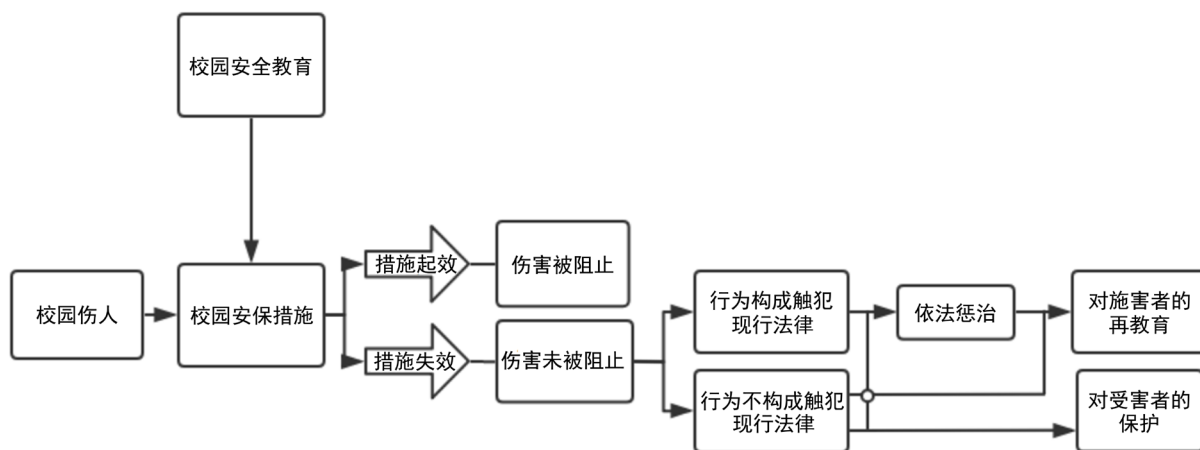 校园安全教育
校园伤人
校园安保措施
措施起效
伤害被阻止
措施失效
伤害未被阻止
行为构成触犯
现行法律
行为不构成触犯
现行法律
依法惩治
对施害者的
再教育
对受害者的
保护